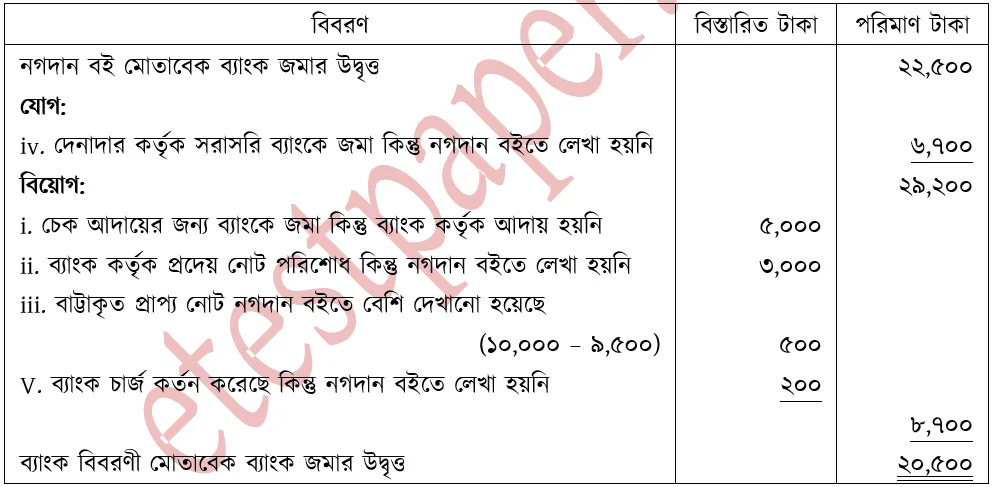 বিবরণ বিস্তারিত টাকা পরিমাণ টাকা
নগদান বই মোতাবেক ব্যাংক জমার উদ্বৃত্ত ২২,৫০০
যোগ:
iv. দেনাদার কর্তৃক সরাসরি ব্যাংকে জমা কিন্তু নগদান বইতে লেখা হয়নি ৬,৭০০
বিয়োগ: ২৯,২০০
i. চেক আদায়ের জন্য ব্যাংকে জমা কিন্তু ব্যাংক কর্তৃক আদায় হয়নি ৫,০০০
ii. ব্যাংক কর্তৃক প্রদেয় নোট পরিশোধ কিন্তু নগদান বইতে লেখা হয়নি ৩,০০০
iii. বাট্টাকৃত প্রাপ্য নোট নগদান বইতে বেশি দেখানো হয়েছে
(১০,০০০ – ৯,৫০০) ৫০০
V. ব্যাংক চার্জ কর্তন করেছে কিন্তু নগদান বইতে লেখা হয়নি ২০০
৮,৭০০
ব্যাংক বিবরণী মোতাবেক ব্যাংক জমার উদ্বৃত্ত ২০,৫০০
etestpaper